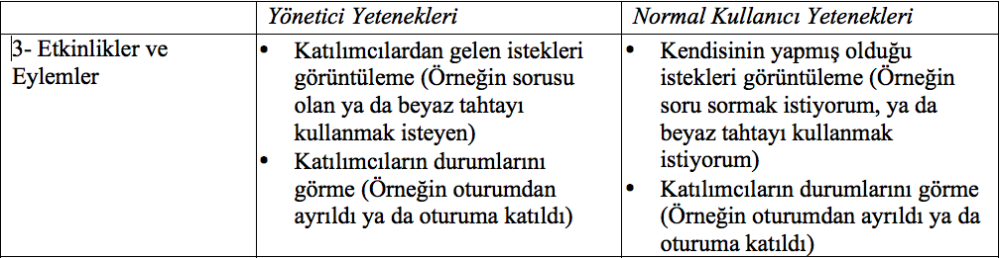 Yönetici Yetenekleri
Normal Kullanıcı Yetenekleri
3- Etkinlikler ve
Eylemler
• Katılımcılardan gelen istekleri
görüntüleme (Örneğin sorusu
olan ya da beyaz tahtayı
kullanmak isteyen)
• Katılımcıların durumlarını
görme (Örneğin oturumdan
ayrıldı ya da oturuma katıldı)
• Kendisinin yapmış olduğu
istekleri görüntüleme (Örneğin
soru sormak istiyorum, ya da
beyaz tahtayı kullanmak
istiyorum)
• Katılımcıların durumlarını görme
(Örneğin oturumdan ayrıldı ya da
oturuma katıldı)